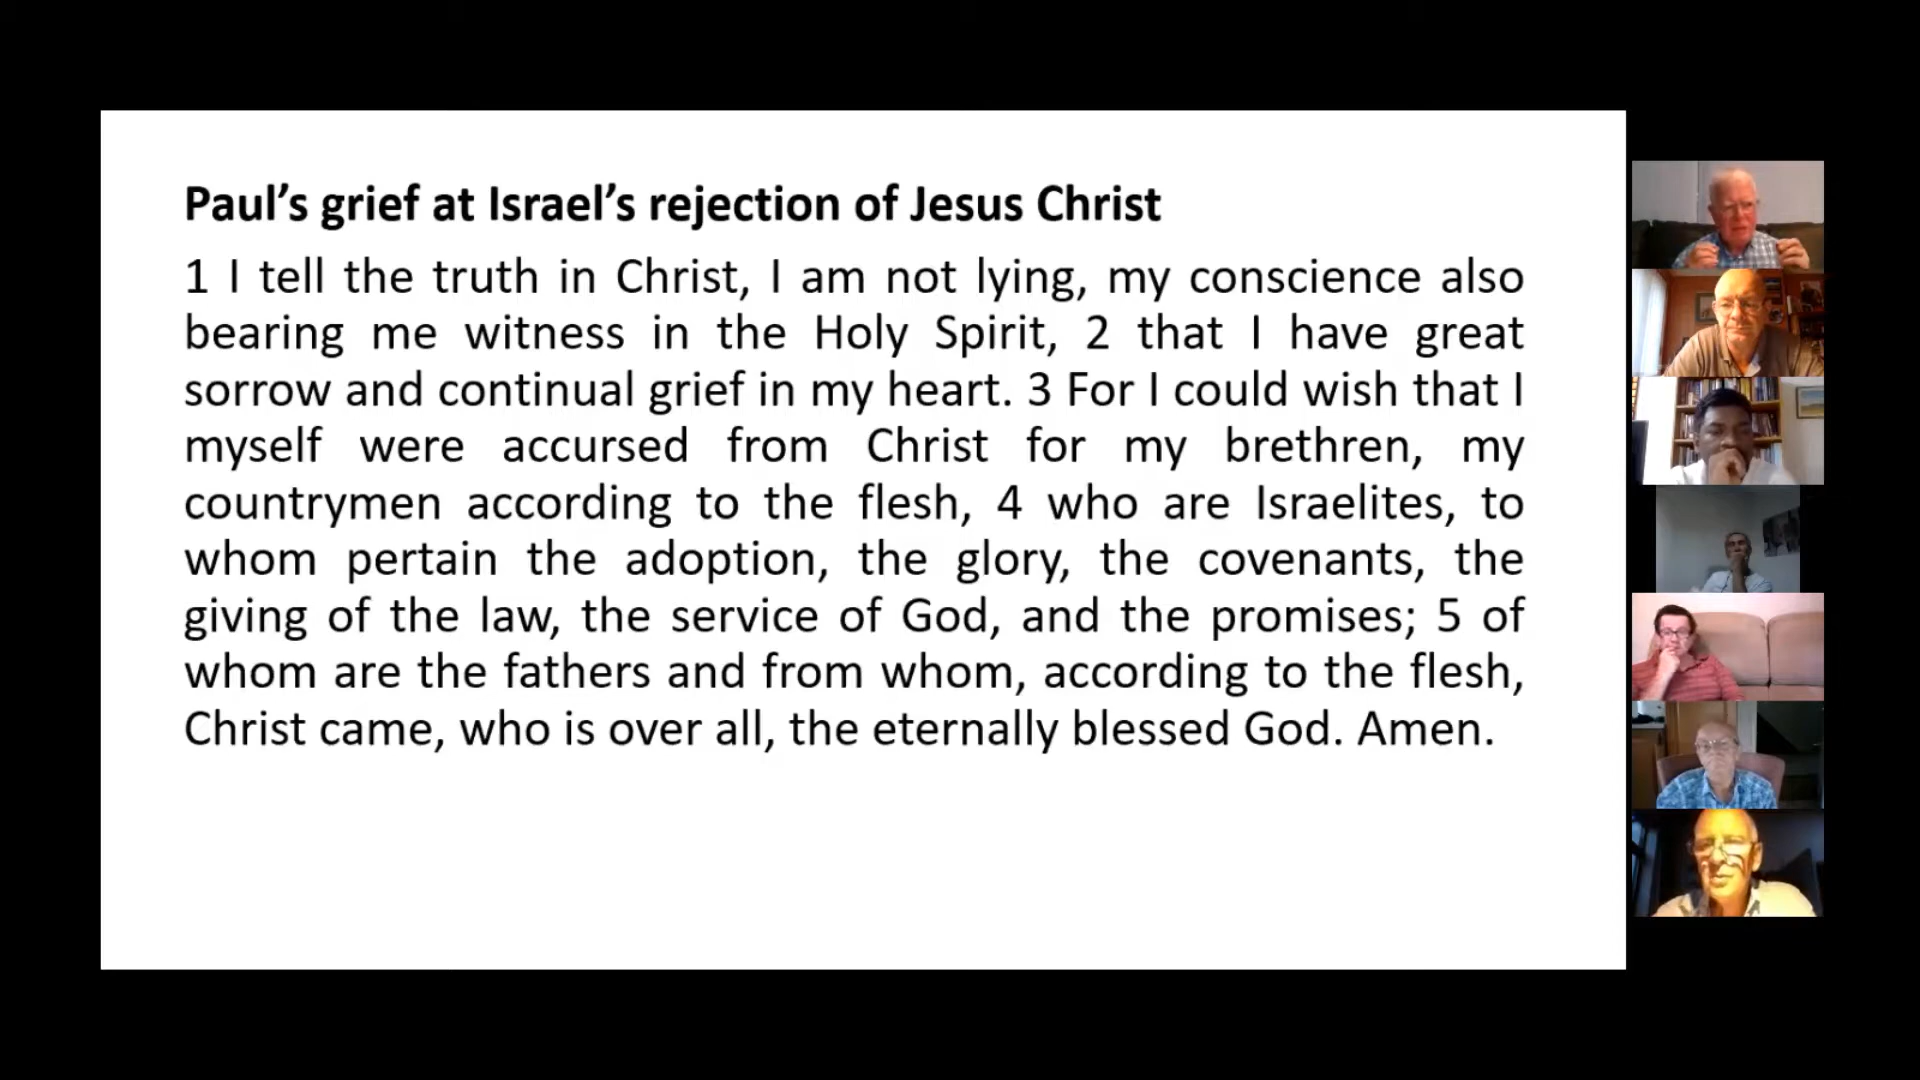 Paul’s grief at Israel’s rejection of Jesus Christ
1 I tell the truth in Christ, I am not lying, my conscience also
bearing me witness in the Holy Spirit, 2 that I have great
sorrow and continual grief in my heart. 3 For I could wish that I
myself were accursed from Christ for my brethren, my
countrymen according to the flesh, 4 who are Israelites, to
whom pertain the adoption, the glory, the covenants, the
giving of the law, the service of God, and the promises; 5 of
whom are the fathers and from whom, according to the flesh,
Christ came, who is over all, the eternally blessed God. Amen.